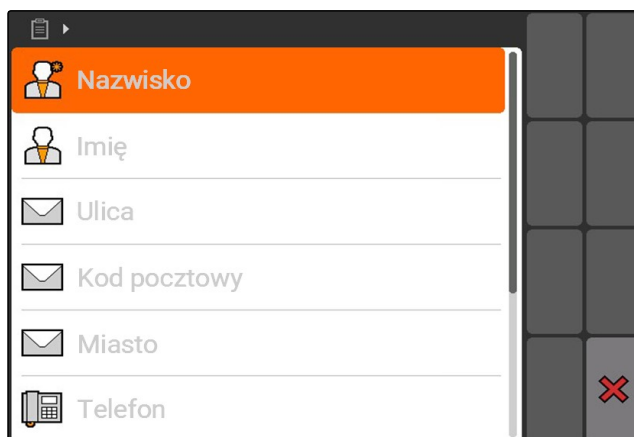 Nazwisko
Imię
Ulica
Kod pocztowy
Miasto
Telefon